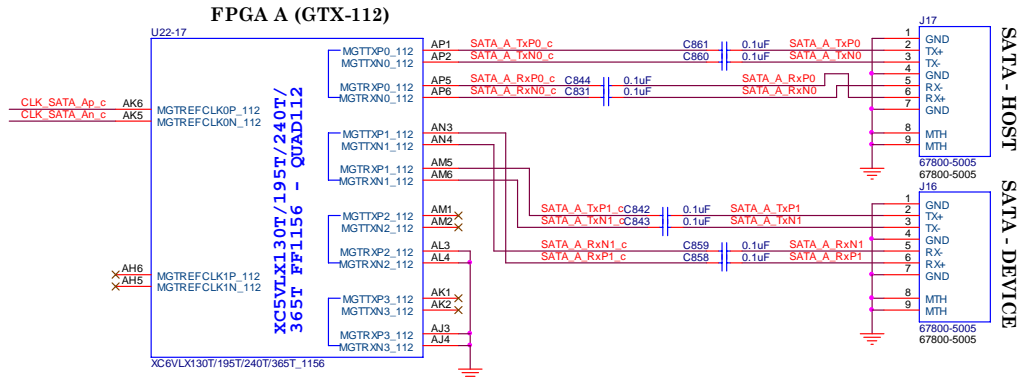 FPGA A (GTX-112)
U22-17
MGTTXP0_112 AP1 SATA_A_TxP0_c C861 0.1uF SATA_A_TxP0
MGTTXN0_112 AP2 SATA_A_TxN0_c C860 0.1uF SATA_A_TxN0
MGTRXP0_112 AP5 SATA_A_RxP0_c C844 0.1uF SATA_A_RxP0
MGTRXN0_112 AP6 SATA_A_RxN0_c C831 0.1uF SATA_A_RxN0
CLK_SATA_Ap_c AK6 MGTREFCLK0P_112
CLK_SATA_An_c AK5 MGTREFCLK0N_112
MGTTXP1_112 AN3
MGTTXN1_112 AN4
MGTRXP1_112 AM5
MGTRXN1_112 AM6
SATA_A_TxP1_c C842 0.1uF SATA_A_TxP1
SATA_A_TxN1_c C843 0.1uF SATA_A_TxN1
MGTTXP2_112 AM1
MGTTXN2_112 AM2
SATA_A_RxN1_c C859 0.1uF SATA_A_RxN1
SATA_A_RxP1_c C858 0.1uF SATA_A_RxP1
MGTRXP2_112 AL3
MGTRXN2_112 AL4
AH6 MGTREFCLK1P_112
AH5 MGTREFCLK1N_112
MGTTXP3_112 AK1
MGTTXN3_112 AK2
MGTRXP3_112 AJ3
MGTRXN3_112 AJ4
XC5VLX130T/195T/240T/
365T FF1156 - QUAD112
XC6VLX130T/195T/240T/365T_1156
J17
1 GND
2 TX+
3 TX-
4 GND
5 RX-
6 RX+
7 GND
8 MTH
9 MTH
67800-5005
67800-5005
SATA - HOST
J16
1 GND
2 TX+
3 TX-
4 GND
5 RX-
6 RX+
7 GND
8 MTH
9 MTH
67800-5005
67800-5005
SATA - DEVICE